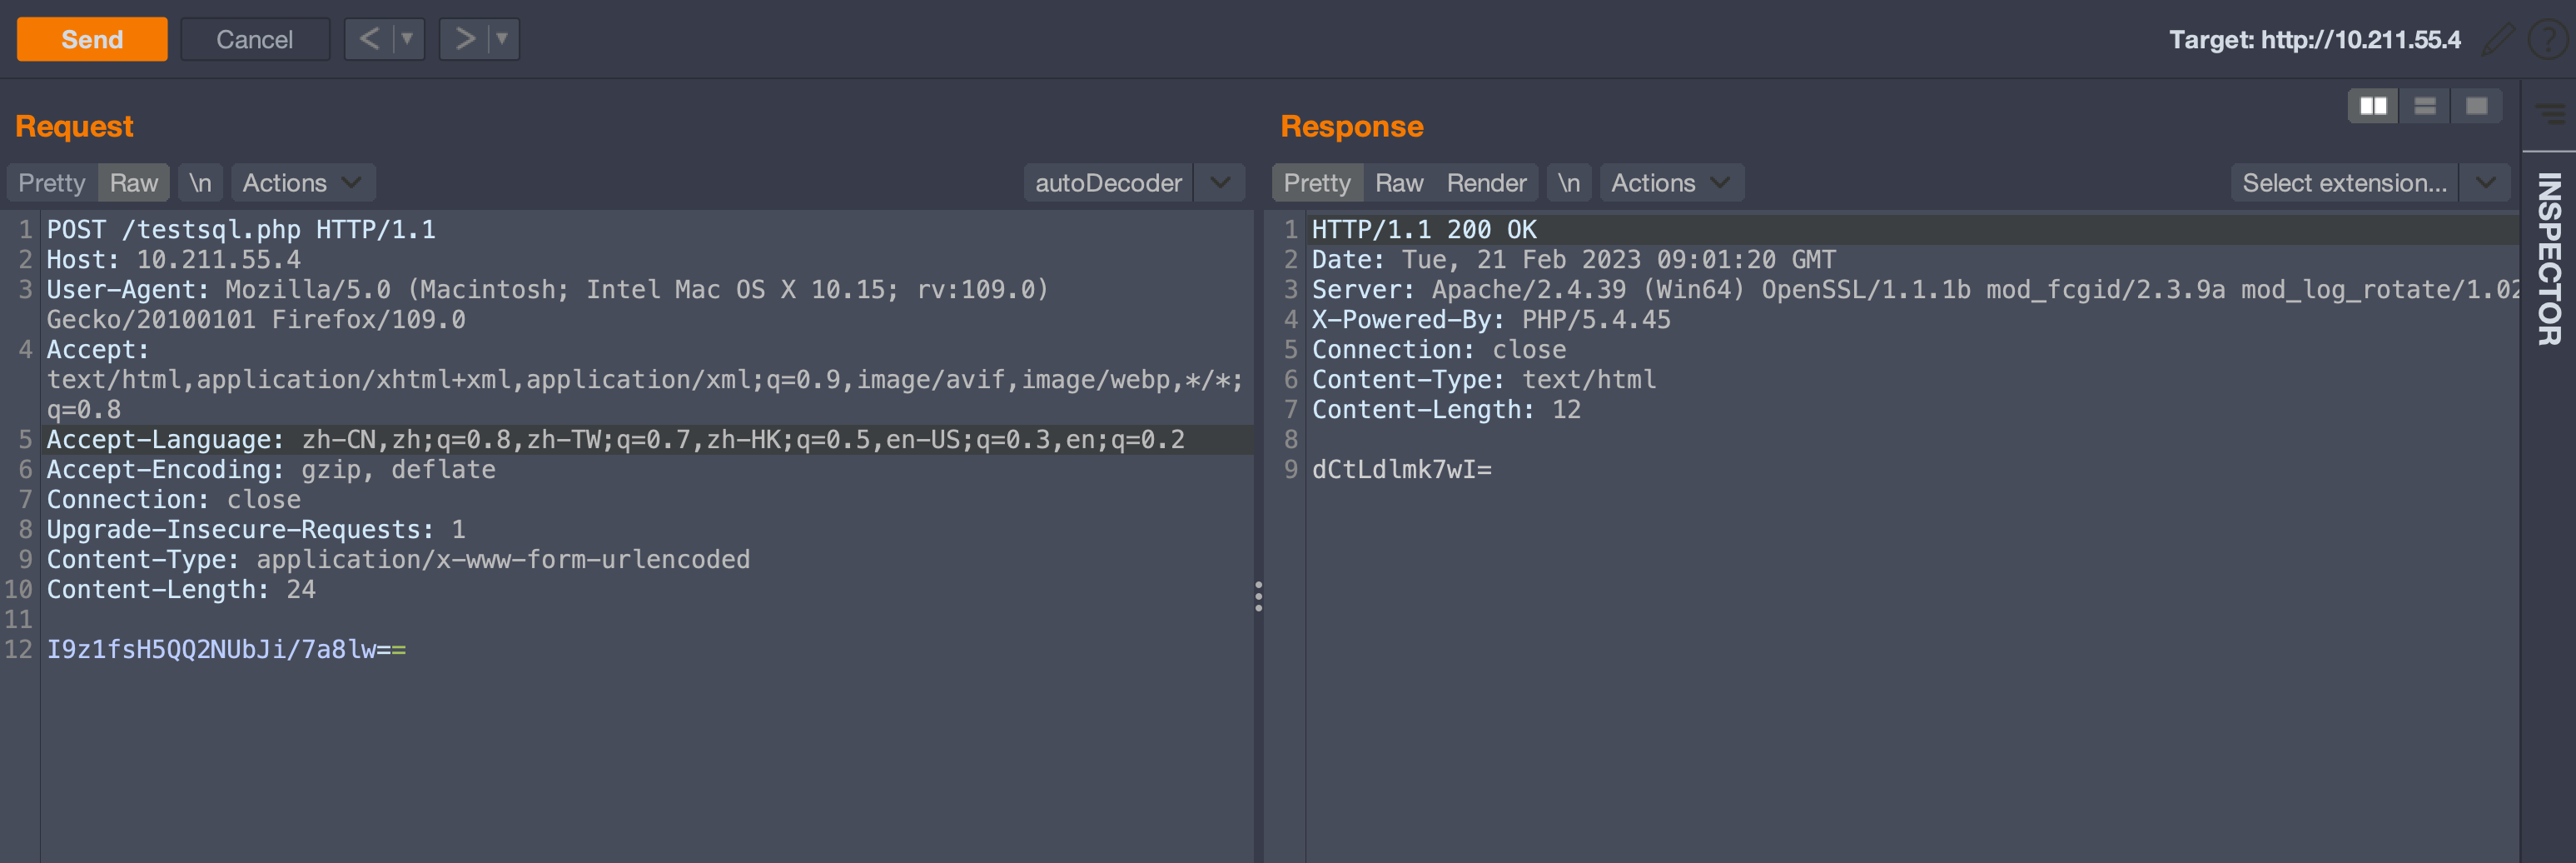 Send Cancel < ▼ > ▼ Target: http://10.211.55.4 ?
Request
Pretty Raw \n Actions autoDecoder
1 POST /testsql.php HTTP/1.1
2 Host: 10.211.55.4
3 User-Agent: Mozilla/5.0 (Macintosh; Intel Mac OS X 10.15; rv:109.0)
Gecko/20100101 Firefox/109.0
4 Accept:
text/html,application/xhtml+xml,application/xml;q=0.9,image/avif,image/webp,*/*;
q=0.8
5 Accept-Language: zh-CN,zh;q=0.8,zh-TW;q=0.7,zh-HK;q=0.5,en-US;q=0.3,en;q=0.2
6 Accept-Encoding: gzip, deflate
7 Connection: close
8 Upgrade-Insecure-Requests: 1
9 Content-Type: application/x-www-form-urlencoded
10 Content-Length: 24
11
12 I9z1fsH5QQ2NUbJi/7a8lw==
Response
Pretty Raw Render \n Actions Select extension...
1 HTTP/1.1 200 OK
2 Date: Tue, 21 Feb 2023 09:01:20 GMT
3 Server: Apache/2.4.39 (Win64) OpenSSL/1.1.1b mod_fcgid/2.3.9a mod_log_rotate/1.02
4 X-Powered-By: PHP/5.4.45
5 Connection: close
6 Content-Type: text/html
7 Content-Length: 12
8
9 dCtLdlmk7wI=
INSPECTOR